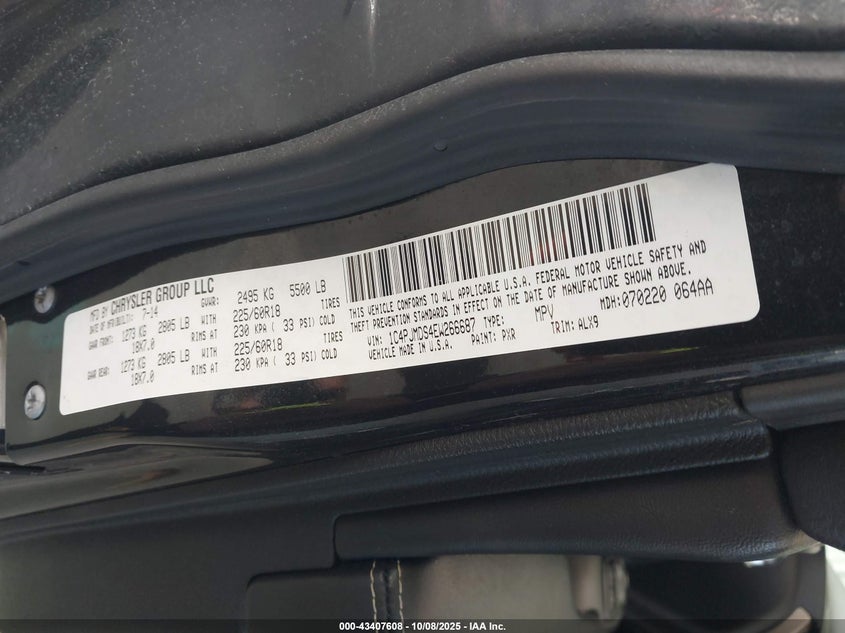 MFD BY CHRYSLER GROUP LLC
DATE OF MFR(BUILT): 7-14 GVWR: 2495 KG 5500 LB
GAWR FRONT: 1273 KG 2805 LB WITH 225/60R18 TIRES
18X7.0 RIMS AT 230 KPA ( 33 PSI) COLD
GAWR REAR: 1273 KG 2805 LB WITH 225/60R18 TIRES
18X7.0 RIMS AT 230 KPA ( 33 PSI) COLD
THIS VEHICLE CONFORMS TO ALL APPLICABLE U.S.A. FEDERAL MOTOR VEHICLE SAFETY AND
THEFT PREVENTION STANDARDS IN EFFECT ON THE DATE OF MANUFACTURE SHOWN ABOVE.
VIN: 1C4PJMDS4EW266687 TYPE: MPV MDH:070220 064AA
VEHICLE MADE IN U.S.A. PAINT: PXR TRIM: ALX9
000-43407608 - 10/08/2025 - IAA Inc.